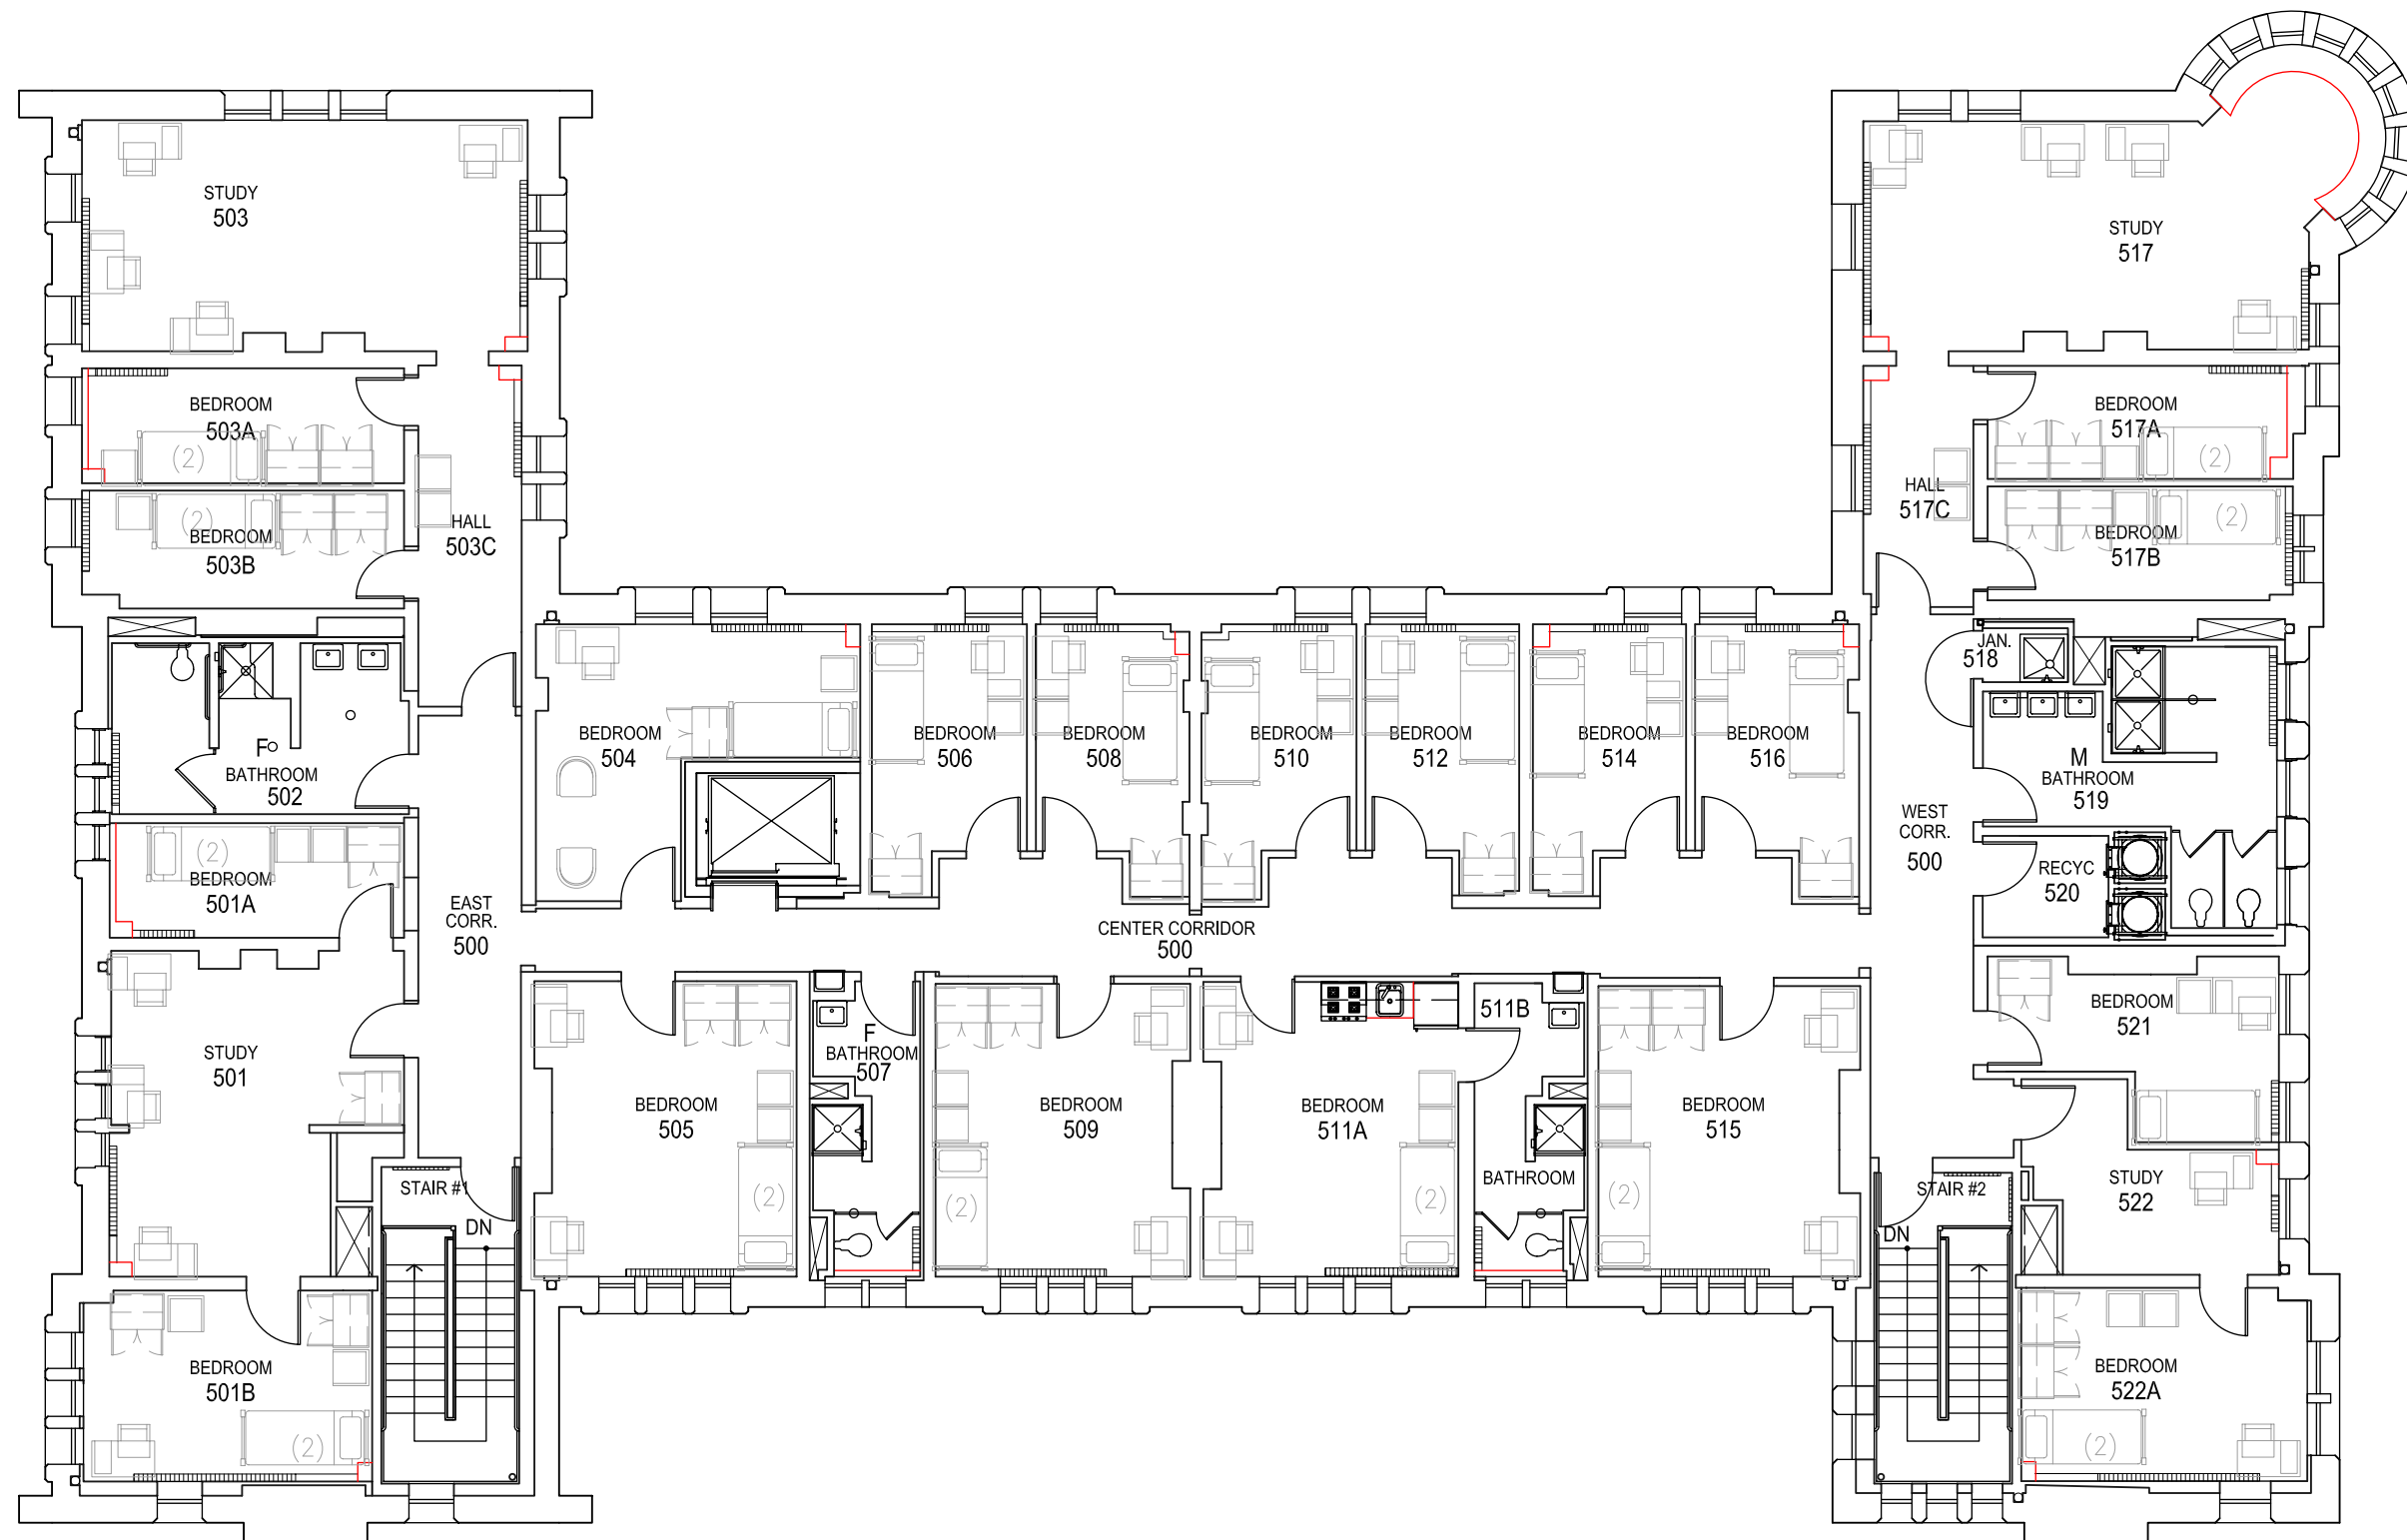 STUDY
503
STUDY
517
BEDROOM
503A
(2)
BEDROOM
517A
(2)
(2)
BEDROOM
503B
HALL
503C
HALL
517C
(2)
BEDROOM
517B
JAN.
518
F
BATHROOM
502
BEDROOM
504
BEDROOM
506
BEDROOM
508
BEDROOM
510
BEDROOM
512
BEDROOM
514
BEDROOM
516
M
BATHROOM
519
(2)
BEDROOM
501A
EAST
CORR.
500
CENTER CORRIDOR
500
WEST
CORR.
500
RECYC
520
STUDY
501
BEDROOM
505
(2)
F
BATHROOM
507
BEDROOM
509
(2)
BEDROOM
511A
(2)
511B
BATHROOM
BEDROOM
515
(2)
BEDROOM
521
STUDY
522
STAIR #1
DN
STAIR #2
DN
BEDROOM
501B
(2)
BEDROOM
522A
(2)